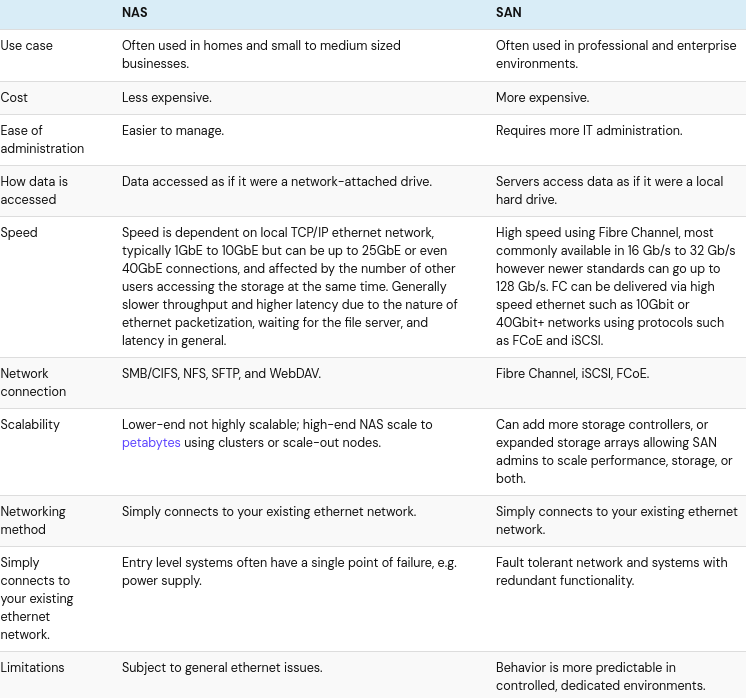 NAS SAN
Use case Often used in homes and small to medium sized Often used in professional and enterprise
businesses. environments.
Cost Less expensive. More expensive.
Ease of Easier to manage. Requires more IT administration.
administration
How data is Data accessed as if it were a network-attached drive. Servers access data as if it were a local
accessed hard drive.
Speed Speed is dependent on local TCP/IP ethernet network, High speed using Fibre Channel, most
typically 1GbE to 10GbE but can be up to 25GbE or even commonly available in 16 Gb/s to 32 Gb/s
40GbE connections, and affected by the number of other however newer standards can go up to
users accessing the storage at the same time. Generally 128 Gb/s. FC can be delivered via high
slower throughput and higher latency due to the nature of speed ethernet such as 10Gbit or
ethernet packetization, waiting for the file server, and 40Gbit+ networks using protocols such
latency in general. as FCoE and iSCSI.
Network SMB/CIFS, NFS, SFTP, and WebDAV. Fibre Channel, iSCSI, FCoE.
connection
Scalability Lower-end not highly scalable; high-end NAS scale to Can add more storage controllers, or
petabytes using clusters or scale-out nodes. expanded storage arrays allowing SAN
admins to scale performance, storage, or
both.
Networking Simply connects to your existing ethernet network. Simply connects to your existing ethernet
method network.
Simply Entry level systems often have a single point of failure, e.g. Fault tolerant network and systems with
connects to power supply. redundant functionality.
your existing
ethernet
network.
Limitations Subject to general ethernet issues. Behavior is more predictable in
controlled, dedicated environments.